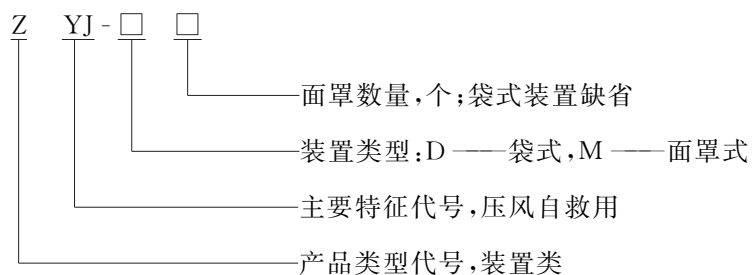 Z YJ-□ □
面罩数量,个;袋式装置缺省
装置类型:D——袋式,M——面罩式
主要特征代号,压风自救用
产品类型代号,装置类